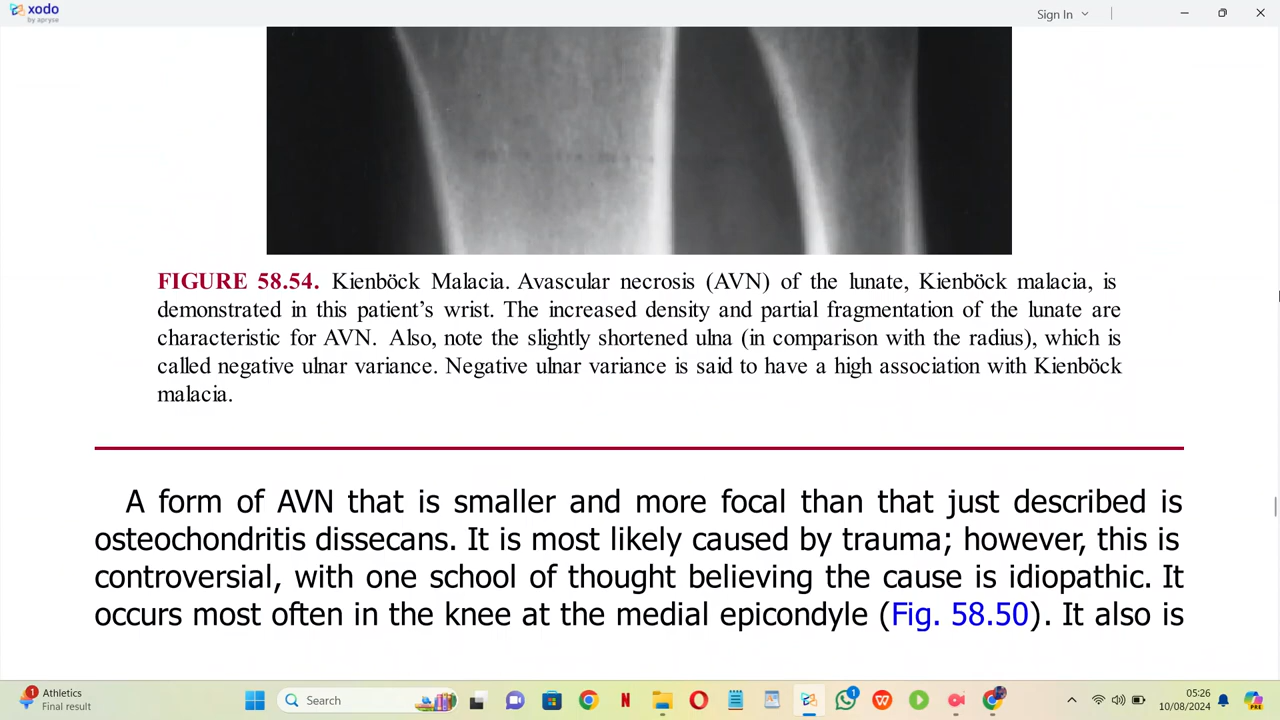 xodo
by apryse
Sign In
FIGURE 58.54. Kienböck Malacia. Avascular necrosis (AVN) of the lunate, Kienböck malacia, is
demonstrated in this patient’s wrist. The increased density and partial fragmentation of the lunate are
characteristic for AVN. Also, note the slightly shortened ulna (in comparison with the radius), which is
called negative ulnar variance. Negative ulnar variance is said to have a high association with Kienböck
malacia.
A form of AVN that is smaller and more focal than that just described is
osteochondritis dissecans. It is most likely caused by trauma; however, this is
controversial, with one school of thought believing the cause is idiopathic. It
occurs most often in the knee at the medial epicondyle (Fig. 58.50). It also is
1
Athletics
Final result
Search
N
1
W
05:26
10/08/2024
PRE